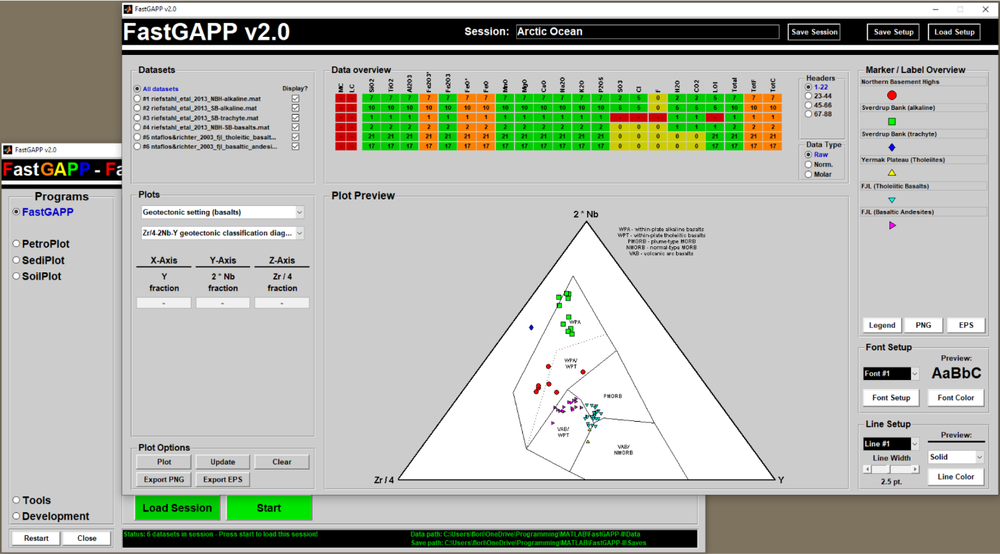 FastGAPP v2.0
FastGAPP v2.0
Session: Arctic Ocean
Save Session
Save Setup
Load Setup
Datasets
All datasets
Display?
#1 riefstahl_etal_2013_NBH-alkaline.mat
#2 riefstahl_etal_2013_SB-alkaline.mat
#3 riefstahl_etal_2013_SB-trachyte.mat
#4 riefstahl_etal_2013_NBH-SB-basalts.mat
#5 ntaflos&richter_2003_fjl_tholeiitic_basalt...
#6 ntaflos&richter_2003_fjl_basaltic_andesi...
Data overview
MC LC SiO2 TiO2 Al2O3 Fe2O3* Fe2O3 FeO* FeO MnO MgO CaO Na2O K2O P2O5 SO3 Cl F H2O CO2 LOI Total TotF TotC
- - 7 7 7 7 7 7 7 7 7 7 7 7 7 2 5 0 2 2 5 7 7 7
- - 10 10 10 10 10 10 10 10 10 10 10 10 10 5 5 0 5 5 5 10 10 10
- - 1 1 1 1 1 1 1 1 1 1 1 1 1 - - - 1 1 - 1 1 1
- - 2 2 2 2 2 2 2 2 2 2 2 2 2 0 0 0 1 1 1 2 2 2
- - 21 21 21 21 21 21 21 21 21 21 21 21 21 0 0 0 0 0 21 21 21 21
- - 17 17 17 17 17 17 17 17 17 17 17 17 17 0 0 0 0 0 17 17 17 17
Headers
1-22
23-44
45-66
67-88
Data Type
Raw
Norm.
Molar
Marker / Label Overview
Northern Basement Highs
Sverdrup Bank (alkaline)
Sverdrup Bank (trachyte)
Yermak Plateau (Tholeiites)
FJL (Tholeiitic Basalts)
FJL (Basaltic Andesites)
Legend
PNG
EPS
Font Setup
Preview:
Font #1
AaBbC
Font Setup
Font Color
Line Setup
Preview:
Line #1
Line Width
Solid
2.5 pt.
Line Color
Plots
Geotectonic setting (basalts)
Zr/4-2Nb-Y geotectonic classification diag...
X-Axis Y-Axis Z-Axis
Y 2 * Nb Zr / 4
fraction fraction fraction
- - -
Plot Options
Plot
Update
Clear
Export PNG
Export EPS
Plot Preview
2 * Nb
WPA - within-plate alkaline basalts
WPT - within-plate tholeiitic basalts
PMORB - plume-type MORB
NMORB - normal-type MORB
VAB - volcanic arc basalts
WPA
WPA/
WPT
PMORB
VAB/
WPT
VAB/
NMORB
Zr / 4
Y
FastGAPP v2.0
FastGAPP - Fa
Programs
FastGAPP
PetroPlot
SediPlot
SoilPlot
Tools
Development
Restart
Close
Load Session
Start
Status: 6 datasets in session - Press start to load this session!
Data path: C:\Users\flori\OneDrive\Programming\MATLAB\FastGAPP-II\Data
Save path: C:\Users\flori\OneDrive\Programming\MATLAB\FastGAPP-II\Saves